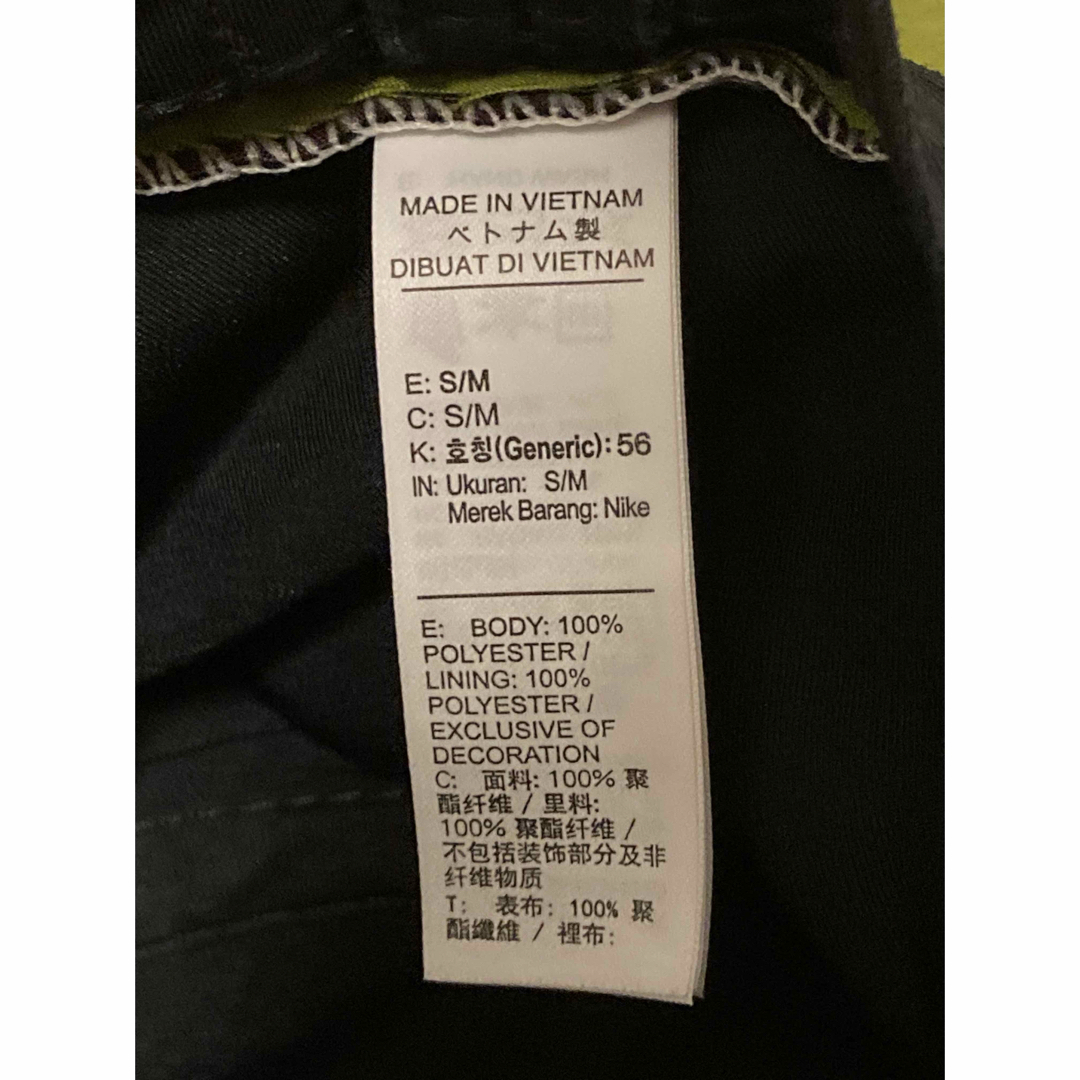 MADE IN VIETNAM
ベトナム製
DIBUAT DI VIETNAM
E: S/M
C: S/M
K: 호칭(Generic): 56
IN: Ukuran: S/M
Merek Barang: Nike
E: BODY: 100%
POLYESTER /
LINING: 100%
POLYESTER /
EXCLUSIVE OF
DECORATION
C: 面料: 100% 聚
酯纤维 / 里料:
100% 聚酯纤维 /
不包括装饰部分及非
纤维物质
T: 表布: 100% 聚
酯纖維 / 裡布: